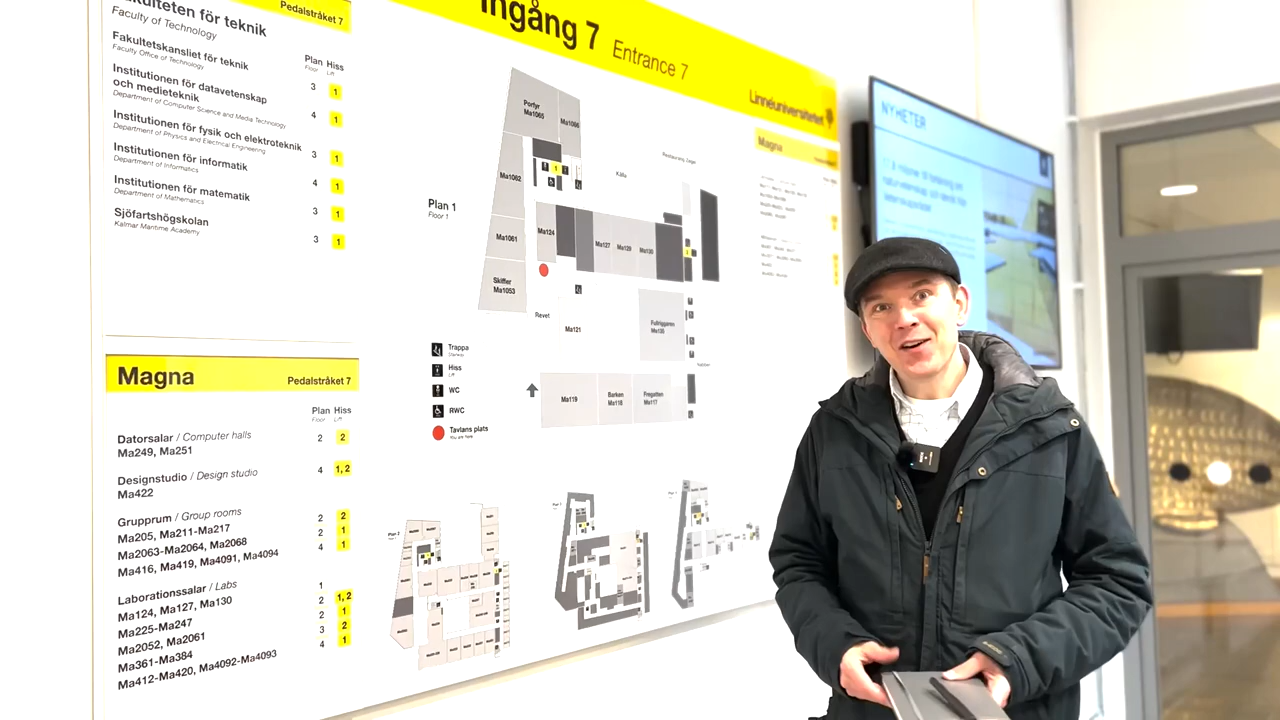 Fakulteten för teknik
Faculty of Technology
Pedalstråket 7
Plan Hiss
Floor Lift
Fakultetskansliet för teknik 3 1
Faculty Office of Technology
Institutionen för datavetenskap
och medieteknik 4 1
Department of Computer Science and Media Technology
Institutionen för fysik och elektroteknik 3 1
Department of Physics and Electrical Engineering
Institutionen för informatik 4 1
Department of Informatics
Institutionen för matematik 3 1
Department of Mathematics
Sjöfartshögskolan 3 1
Kalmar Maritime Academy
Magna Pedalstråket 7
Plan Hiss
Floor Lift
Datorsalar / Computer halls 2 2
Ma249, Ma251
Designstudio / Design studio 4 1, 2
Ma422
Grupprum / Group rooms
Ma205, Ma211-Ma217 2 2
Ma2063-Ma2064, Ma2068 2 1
Ma416, Ma419, Ma4091, Ma4094 4 1
Laborationssalar / Labs
Ma124, Ma127, Ma130 1 1, 2
Ma225-Ma247 2 1
Ma2052, Ma2061 2 2
Ma361-Ma384 3 1
Ma412-Ma420, Ma4092-Ma4093 4
Ingång 7 Entrance 7
Linnéuniversitetet
Plan 1
Floor 1
Porfyr
Ma1065
Ma1066
Ma1062
Ma1061
Skiffer
Ma1053
Ma124
Ma127
Ma129
Ma130
Restaurang
Källa
Revet
Ma121
Fullriggaren
Ma135
Ma119
Barken
Ma118
Fregatten
Ma117
Trappa
Stairway
Hiss
Lift
WC
RWC
Tavlans plats
You are here
Magna
NYHETER